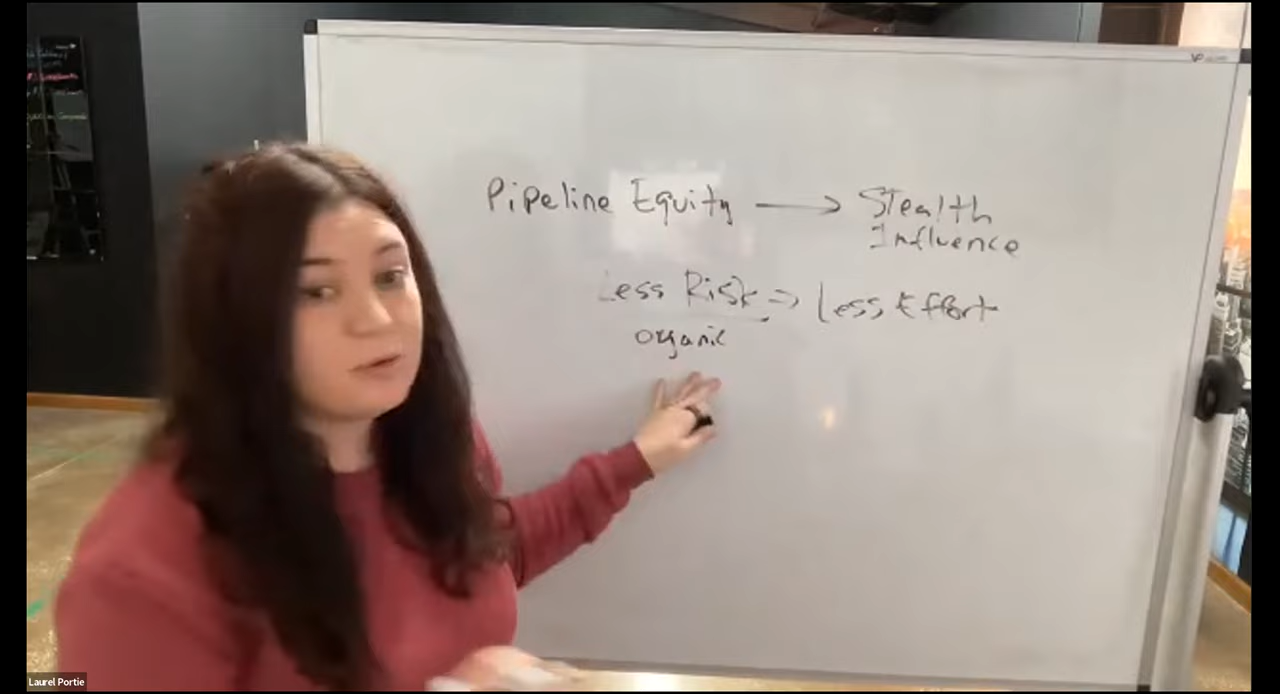 Pipeline Equity → Stealth
Influence
Less Risk => Less Effort
organic
Laurel Portie